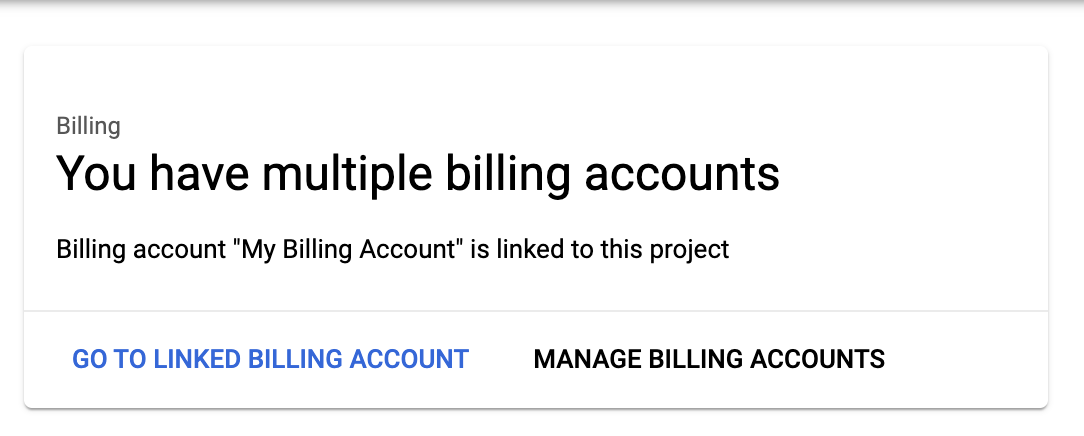 Billing
You have multiple billing accounts
Billing account "My Billing Account" is linked to this project
GO TO LINKED BILLING ACCOUNT
MANAGE BILLING ACCOUNTS